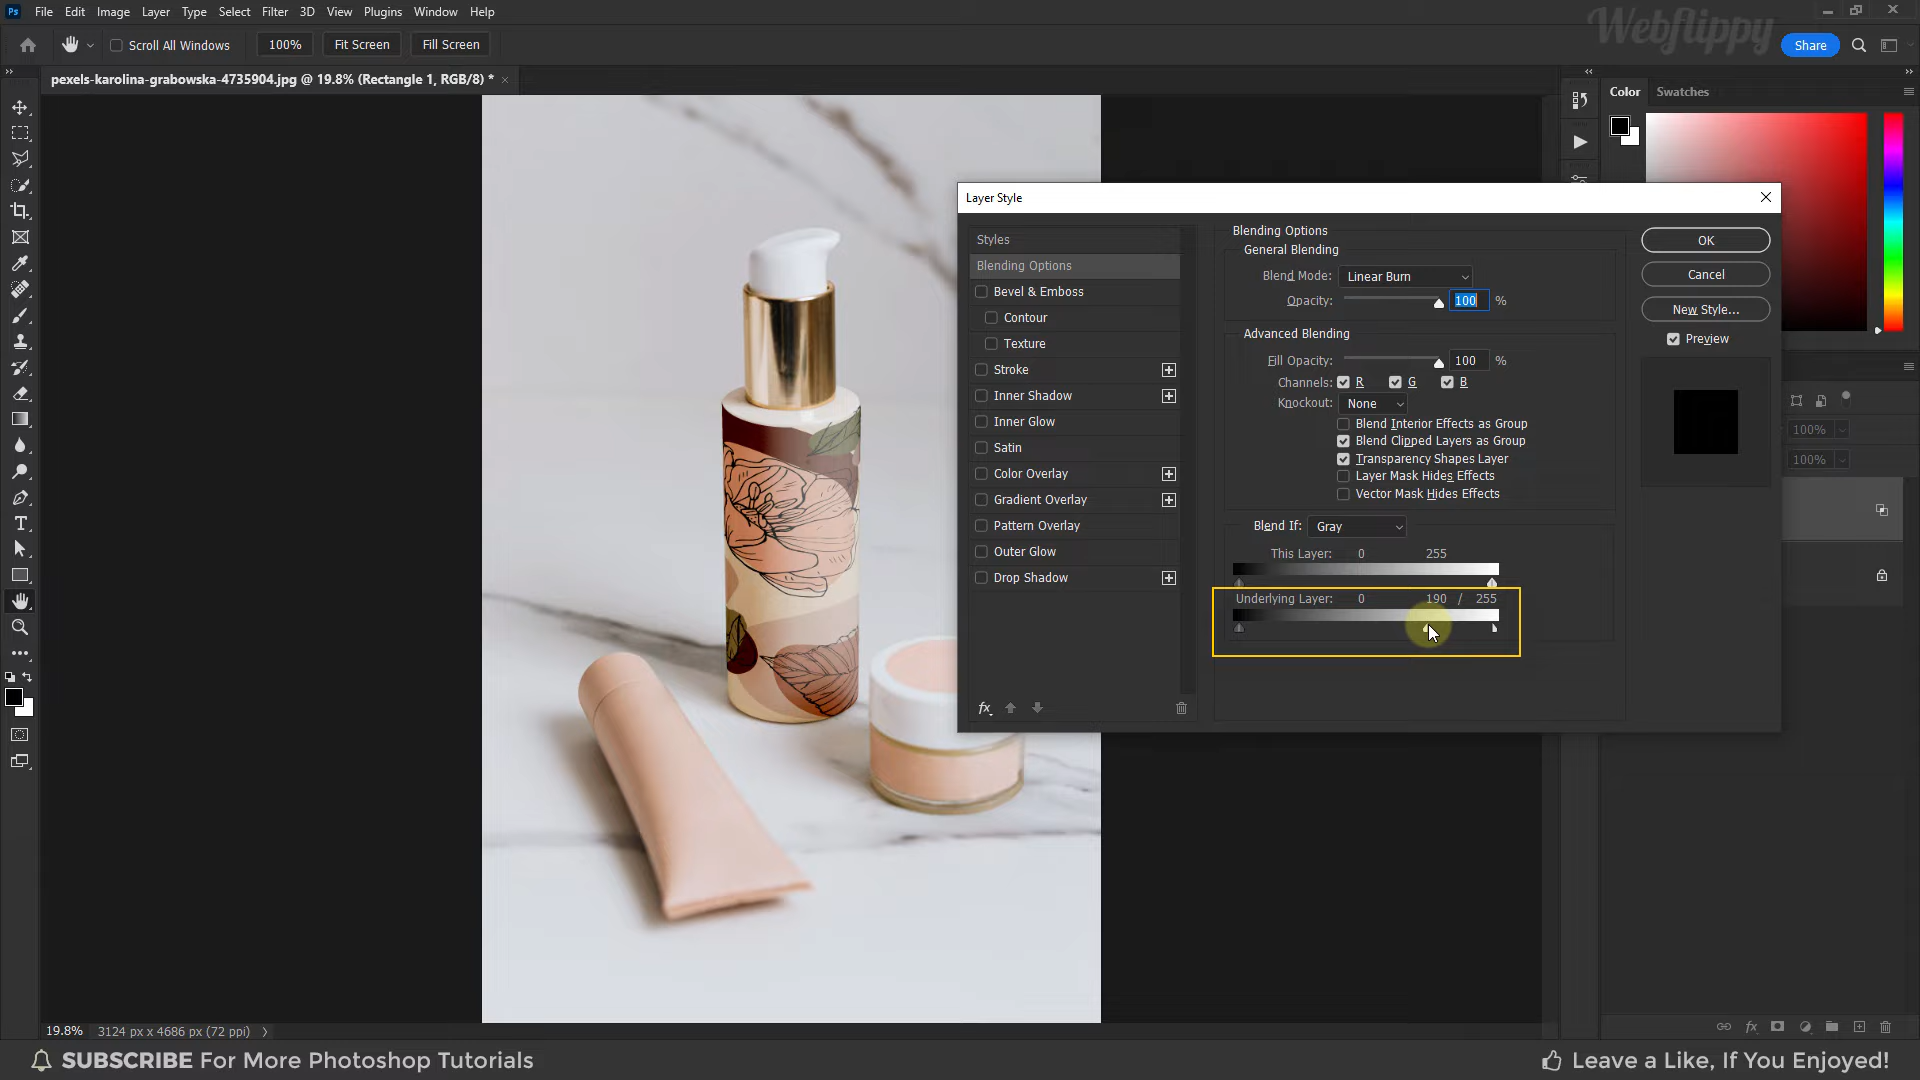 Ps File Edit Image Layer Type Select Filter 3D View Plugins Window Help
Webflippy
Scroll All Windows 100% Fit Screen Fill Screen Share
pexels-karolina-grabowska-4735904.jpg @ 19.8% (Rectangle 1, RGB/8) *
Color Swatches
Layer Style
Styles
Blending Options
Bevel & Emboss
Contour
Texture
Stroke
Inner Shadow
Inner Glow
Satin
Color Overlay
Gradient Overlay
Pattern Overlay
Outer Glow
Drop Shadow
fx
Blending Options
General Blending
Blend Mode: Linear Burn
Opacity: 100 %
Advanced Blending
Fill Opacity: 100 %
Channels: R G B
Knockout: None
Blend Interior Effects as Group
Blend Clipped Layers as Group
Transparency Shapes Layer
Layer Mask Hides Effects
Vector Mask Hides Effects
Blend If: Gray
This Layer: 0 255
Underlying Layer: 0 190 / 255
OK
Cancel
New Style...
Preview
100%
100%
fx
19.8% 3124 px x 4686 px (72 ppi)
SUBSCRIBE For More Photoshop Tutorials
Leave a Like, If You Enjoyed!